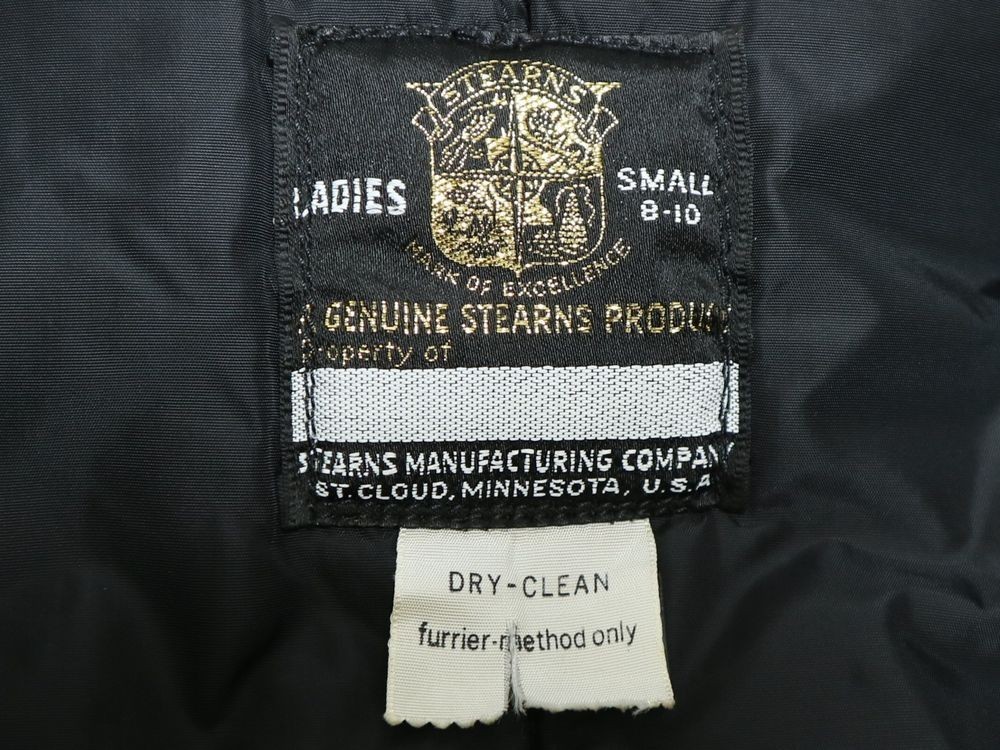 STEARNS
LADIES
SMALL
8-10
MARK OF EXCELLENCE
A GENUINE STEARNS PRODUC
Property of
STEARNS MANUFACTURING COMPANY
ST. CLOUD, MINNESOTA, U.S.A
DRY-CLEAN
furrier-method only